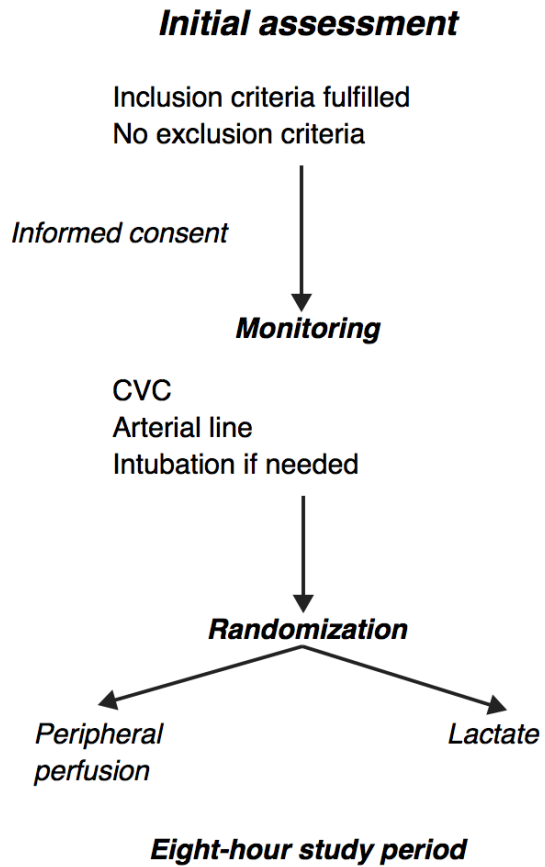 Initial assessment
Inclusion criteria fulfilled
No exclusion criteria
Informed consent
Monitoring
CVC
Arterial line
Intubation if needed
Randomization
Peripheral
perfusion
Lactate
Eight-hour study period